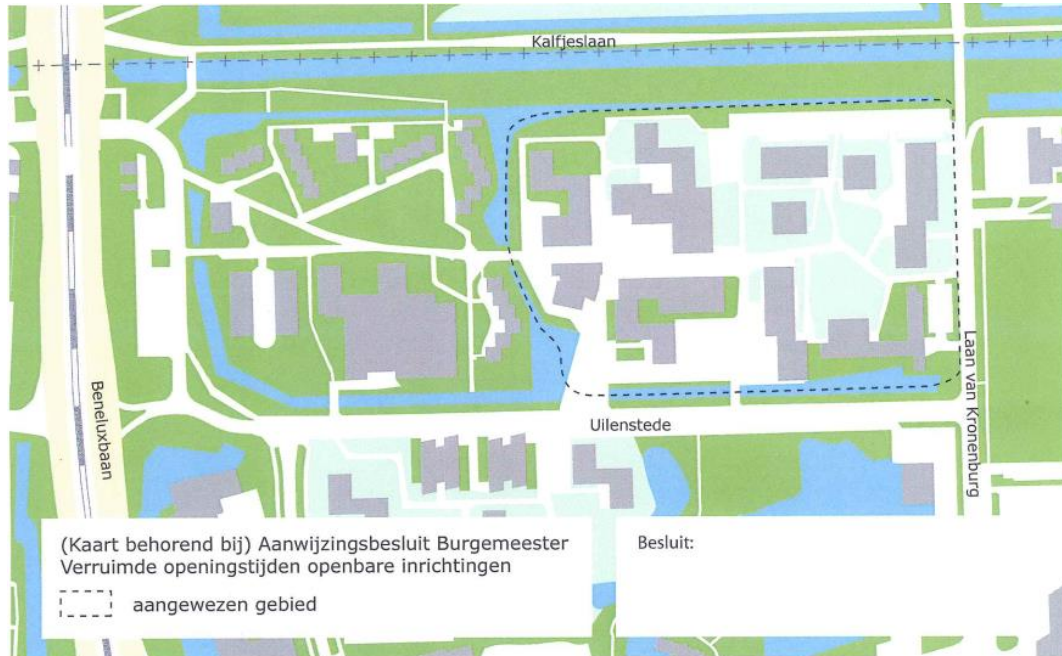 Kalfjeslaan
Beneluxbaan
Uilenstede
Laan van Kronenburg
(Kaart behorend bij) Aanwijzingsbesluit Burgemeester
Verruimde openingstijden openbare inrichtingen
aangewezen gebied
Besluit: